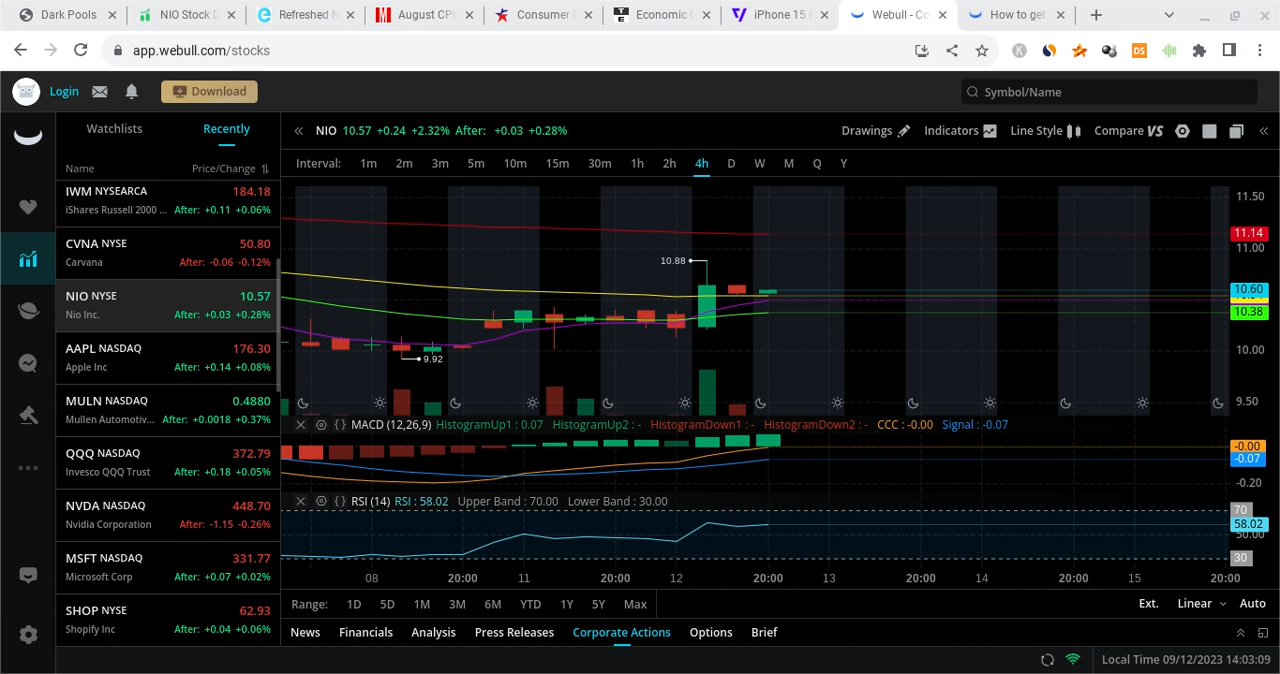 Dark Pools
NIO Stock D
Refreshed N
August CPI
Consumer P
Economic C
iPhone 15 F
Webull - Co
How to get
app.webull.com/stocks
Login
Download
Symbol/Name
Watchlists Recently
Name Price/Change
IWM NYSEARCA 184.18
iShares Russell 2000 ... After: +0.11 +0.06%
CVNA NYSE 50.80
Carvana After: -0.06 -0.12%
NIO NYSE 10.57
Nio Inc. After: +0.03 +0.28%
AAPL NASDAQ 176.30
Apple Inc After: +0.14 +0.08%
MULN NASDAQ 0.4880
Mullen Automotiv... After: +0.0018 +0.37%
QQQ NASDAQ 372.79
Invesco QQQ Trust After: +0.18 +0.05%
NVDA NASDAQ 448.70
Nvidia Corporation After: -1.15 -0.26%
MSFT NASDAQ 331.77
Microsoft Corp After: +0.07 +0.02%
SHOP NYSE 62.93
Shopify Inc After: +0.04 +0.06%
NIO 10.57 +0.24 +2.32% After: +0.03 +0.28%
Drawings Indicators Line Style Compare VS
Interval: 1m 2m 3m 5m 10m 15m 30m 1h 2h 4h D W M Q Y
11.50
11.14
11.00
10.88
10.60
10.38
10.00
9.92
9.50
MACD (12,26,9) HistogramUp1 : 0.07 HistogramUp2 : - HistogramDown1 : - HistogramDown2 : - CCC : -0.00 Signal : -0.07
-0.00
-0.07
-0.20
RSI (14) RSI : 58.02 Upper Band : 70.00 Lower Band : 30.00
70
58.02
50.00
30
08 20:00 11 20:00 12 20:00 13 20:00 14 20:00 15 20:00
Range: 1D 5D 1M 3M 6M YTD 1Y 5Y Max
Ext. Linear Auto
News Financials Analysis Press Releases Corporate Actions Options Brief
Local Time 09/12/2023 14:03:09